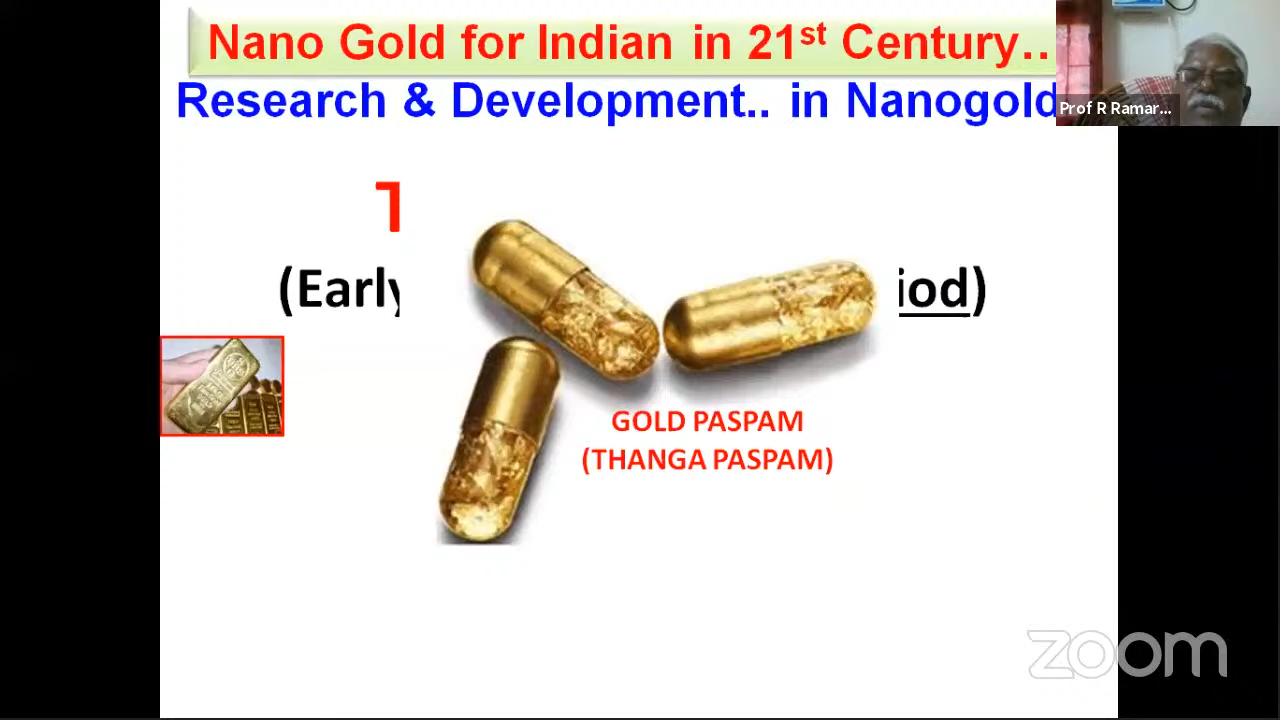 Nano Gold for Indian in 21st Century..
Research & Development.. in Nanogold
Prof R Ramar...
T
(Early
iod)
GOLD PASPAM
(THANGA PASPAM)
zoom